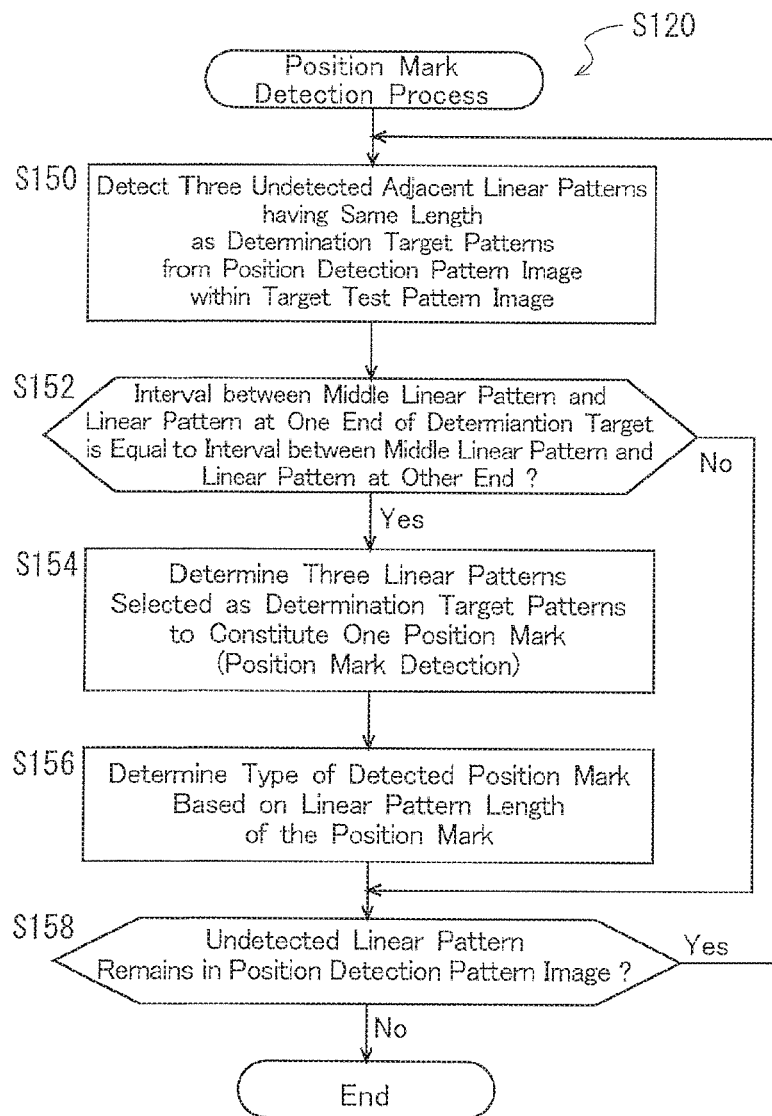 S120
Position Mark
Detection Process
S150
Detect Three Undetected Adjacent Linear Patterns
having Same Length
as Determination Target Patterns
from Position Detection Pattern Image
within Target Test Pattern Image
S152
Interval between Middle Linear Pattern and
Linear Pattern at One End of Determiantion Target
is Equal to Interval between Middle Linear Pattern and
Linear Pattern at Other End ?
No
Yes
S154
Determine Three Linear Patterns
Selected as Determination Target Patterns
to Constitute One Position Mark
(Position Mark Detection)
S156
Determine Type of Detected Position Mark
Based on Linear Pattern Length
of the Position Mark
S158
Undetected Linear Pattern
Remains in Position Detection Pattern Image ?
Yes
No
End